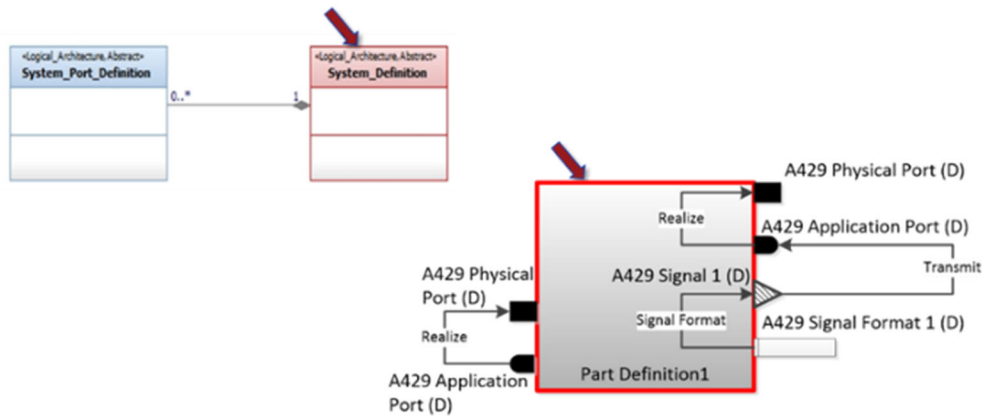 «Logical_Architecture, Abstract»
System_Port_Definition
«Logical_Architecture, Abstract»
System_Definition
0..*
1
A429 Physical Port (D)
Realize
A429 Application Port (D)
Transmit
A429 Physical
Port (D)
A429 Signal 1 (D)
Signal Format
A429 Signal Format 1 (D)
Realize
Part Definition1
A429 Application
Port (D)